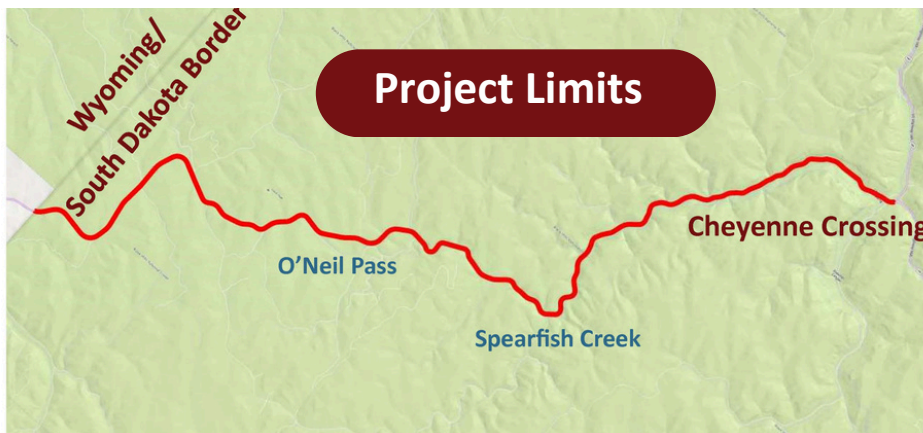 Wyoming/
South Dakota Border
Project Limits
Cheyenne Crossing
O'Neil Pass
Spearfish Creek